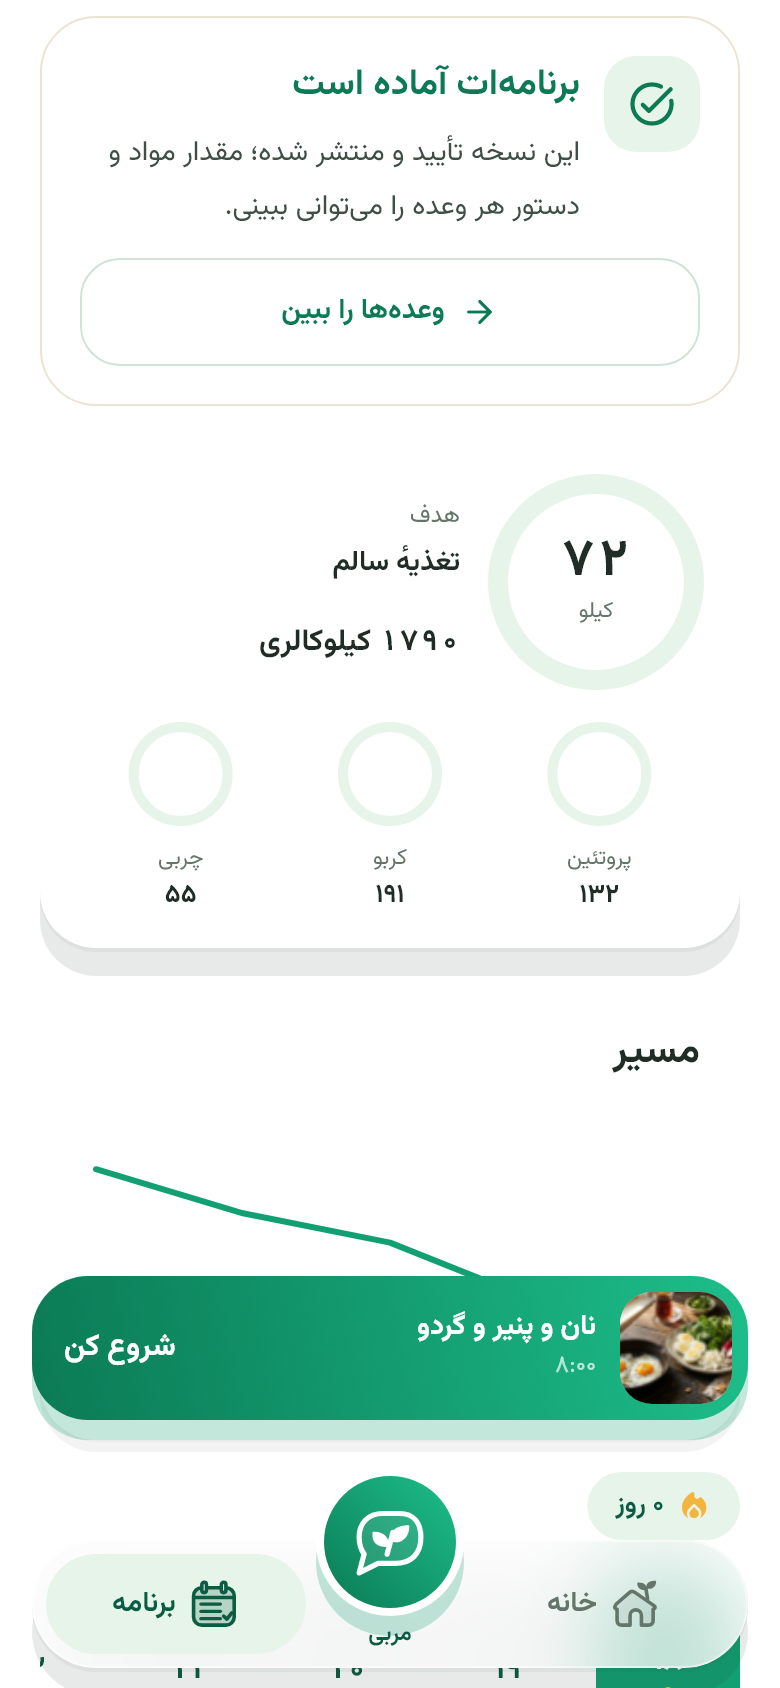 برنامه‌ات آماده است
این نسخه تأیید و منتشر شده؛ مقدار مواد و
دستور هر وعده را می‌توانی ببینی.
وعده‌ها را ببین
۷۲
کیلو
هدف
تغذیهٔ سالم
۱۷۹۰ کیلوکالری
پروتئین
۱۳۲
کربو
۱۹۱
چربی
۵۵
مسیر
نان و پنیر و گردو
۸:۰۰
شروع کن
۰ روز
خانه
مربی
برنامه